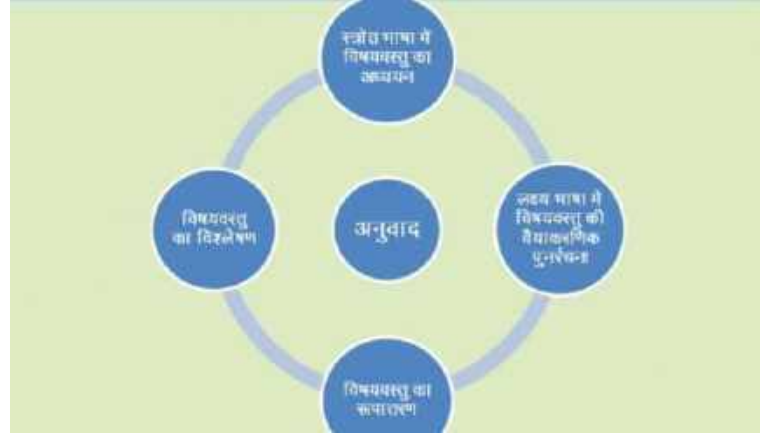 स्त्रोत भाषा में
विषयवस्तु का
अध्ययन
विषयवस्तु
का विश्लेषण
अनुवाद
लक्ष्य भाषा में
विषयवस्तु की
वैयाकरणिक
पुनर्रचना
विषयवस्तु का
रूपांतरण